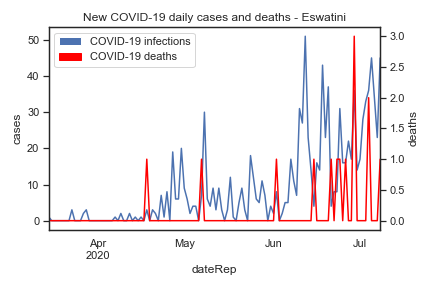 New COVID-19 daily cases and deaths - Eswatini
COVID-19 infections
COVID-19 deaths
50
40
30
20
10
0
cases
3.0
2.5
2.0
1.5
1.0
0.5
0.0
deaths
Apr
2020
May
Jun
Jul
dateRep